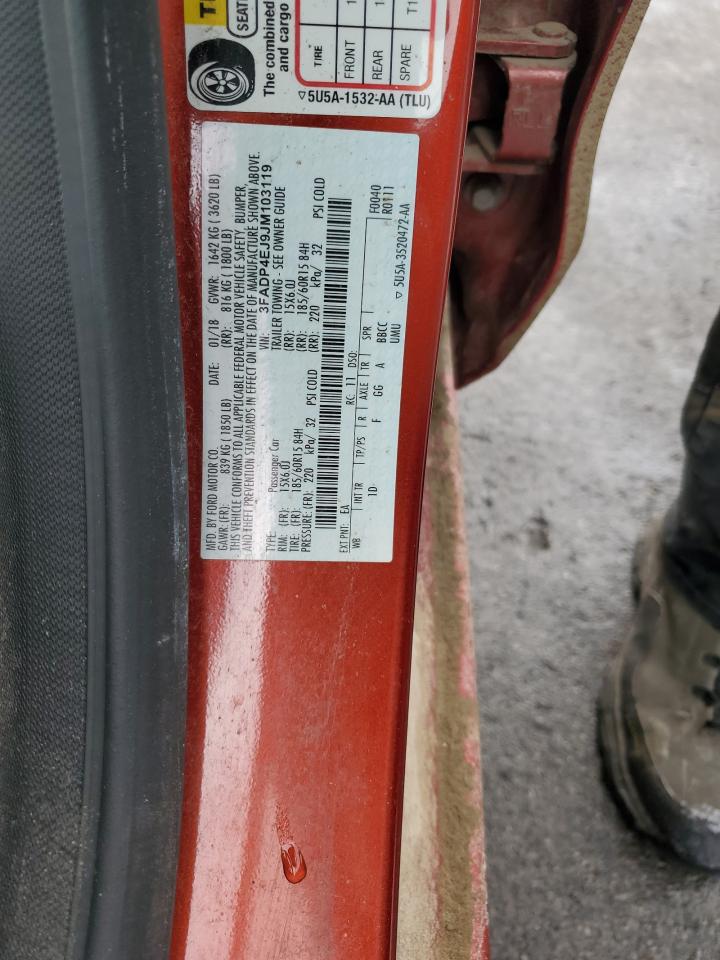 T
SEATI
The combined
and cargo
TIRE
FRONT
REAR
SPARE T1
▽5U5A-1532-AA (TLU)
MFD. BY FORD MOTOR CO. DATE: 01/18 GVWR: 1642 KG ( 3620 LB)
GAWR: (FR): 839 KG ( 1850 LB) (RR): 816 KG ( 1800 LB)
THIS VEHICLE CONFORMS TO ALL APPLICABLE FEDERAL MOTOR VEHICLE SAFETY, BUMPER,
AND THEFT PREVENTION STANDARDS IN EFFECT ON THE DATE OF MANUFACTURE SHOWN ABOVE.
VIN: 3FADP4EJ9JM103119
TYPE: Passenger Car TRAILER TOWING - SEE OWNER GUIDE
RIM: (FR): 15X6.0J (RR): 15X6.0J
TIRE: (FR): 185/60R15 84H (RR): 185/60R15 84H
PRESSURE: (FR): 220 kPa/ 32 PSI COLD (RR): 220 kPa/ 32 PSI COLD
EXT PNT: EA RC: 11 DSO: F0040
R0111
WB INT TR TP/PS R AXLE TR SPR
1D F GG A BBCC
UMU ▽5U5A-3520472-AA